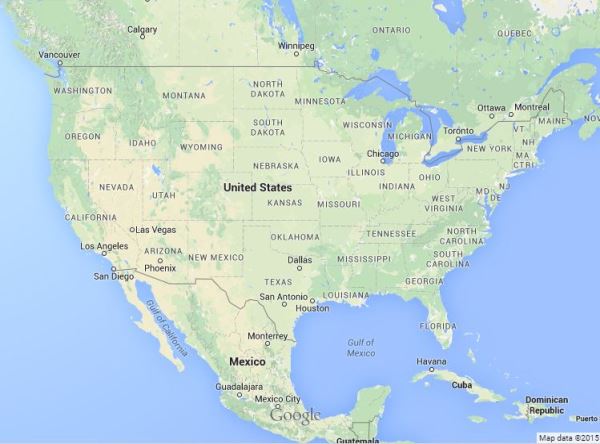 Calgary
ONTARIO
QUEBEC
Vancouver
Winnipeg
WASHINGTON
MONTANA
NORTH
DAKOTA
MINNESOTA
Ottawa
Montreal
MAINE
OREGON
IDAHO
SOUTH
DAKOTA
WISCONSIN
MICHIGAN
Toronto
VT
NH
WYOMING
NEW YORK
MA
CT RI
NEBRASKA
IOWA
Chicago
ILLINOIS
INDIANA
OHIO
NEVADA
UTAH
United States
KANSAS
MISSOURI
WEST
VIRGINIA
MD
DE
NJ
CALIFORNIA
Las Vegas
Los Angeles
ARIZONA
NEW MEXICO
OKLAHOMA
TENNESSEE
NORTH
CAROLINA
San Diego
Phoenix
Dallas
MISSISSIPPI
SOUTH
CAROLINA
TEXAS
GEORGIA
San Antonio
Houston
LOUISIANA
Gulf of
California
FLORIDA
Monterrey
Gulf of
Mexico
Mexico
Havana
Cuba
Guadalajara
Mexico City
Google
Dominican
Republic
Puerto
Map data ©2015